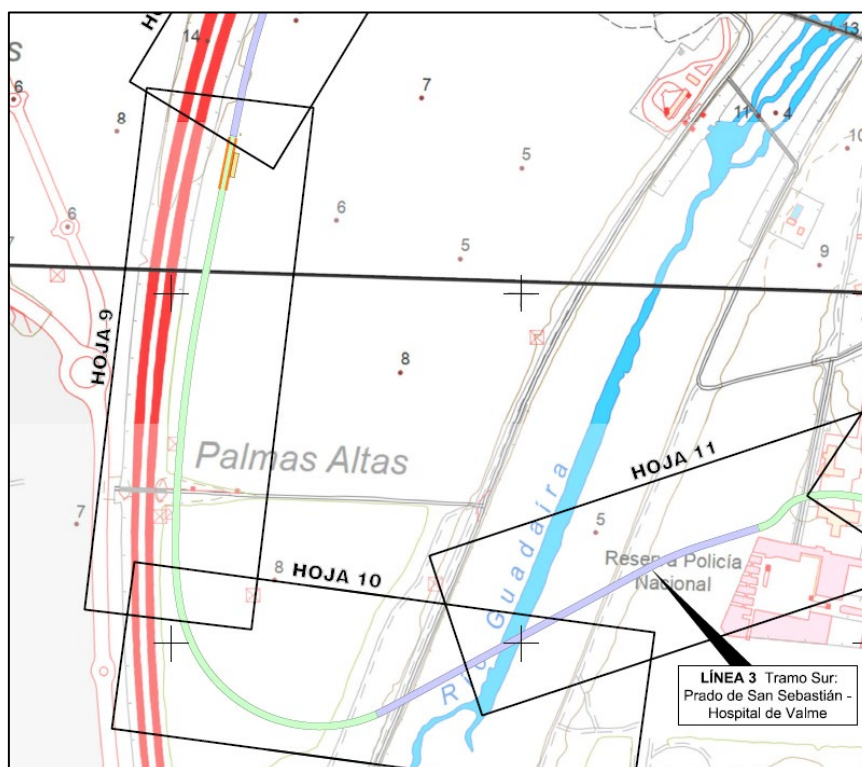 HOJA 9
Palmas Altas
HOJA 10
HOJA 11
Guadaíra
Reserva Policía
Nacional
LÍNEA 3 Tramo Sur:
Prado de San Sebastián -
Hospital de Valme
14
13
7
6
8
11
4
5
10
6
6
5
9
8
7
8
5